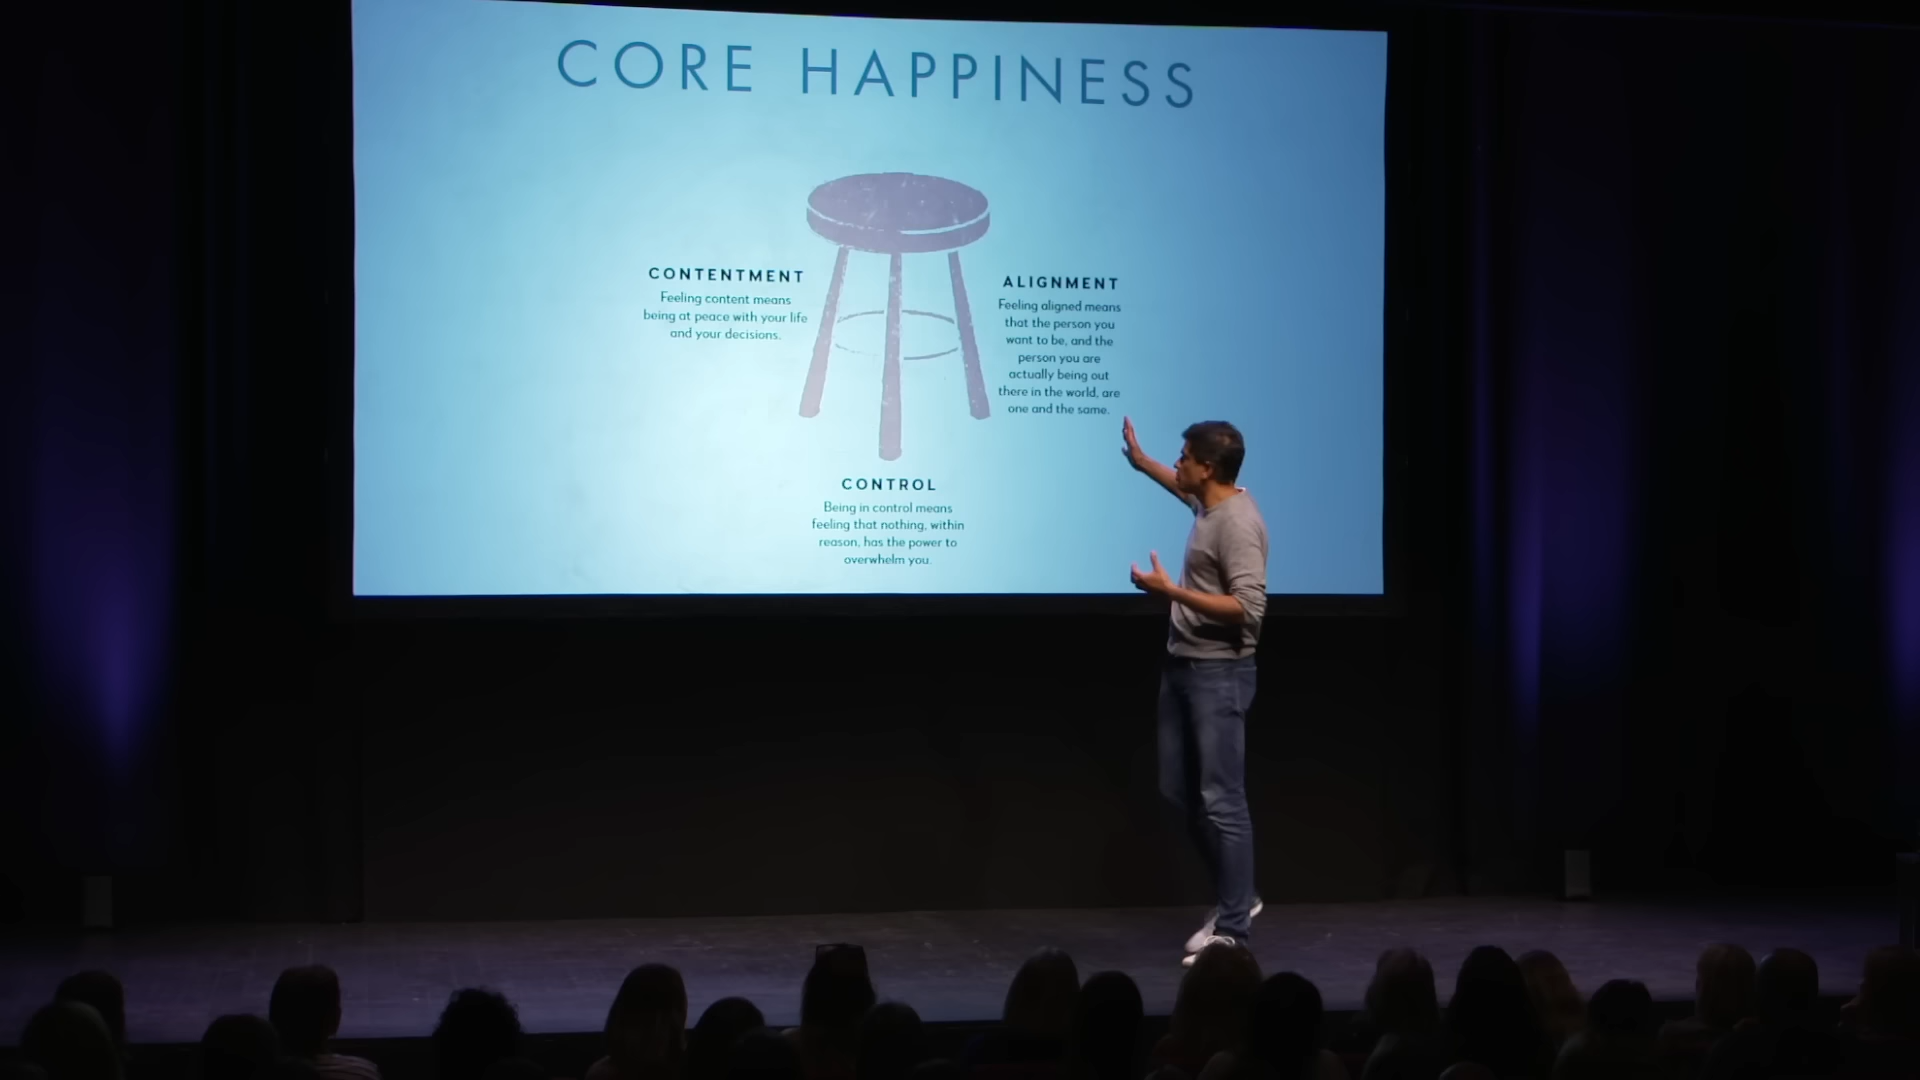 CORE HAPPINESS
CONTENTMENT
Feeling content means
being at peace with your life
and your decisions.
ALIGNMENT
Feeling aligned means
that the person you
want to be, and the
person you are
actually being out
there in the world, are
one and the same.
CONTROL
Being in control means
feeling that nothing, within
reason, has the power to
overwhelm you.